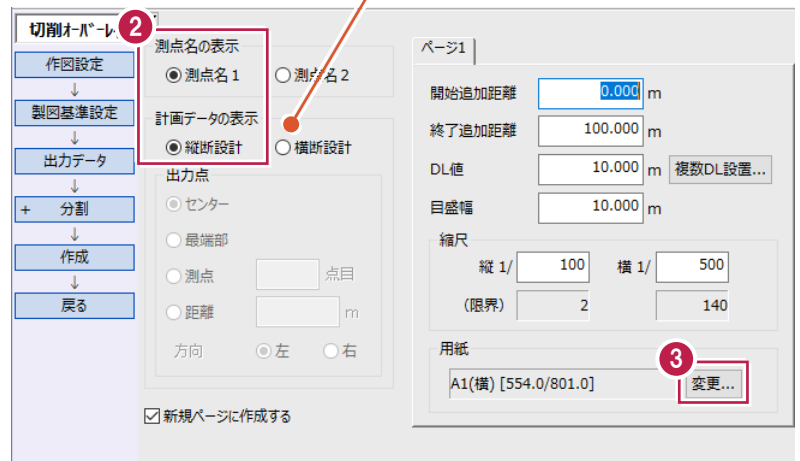 切削オーバーレ
2
作図設定
↓
製図基準設定
↓
出力データ
↓
+ 分割
↓
作成
↓
戻る
測点名の表示
測点名1 測点名2
計画データの表示
縦断設計 横断設計
出力点
センター
最端部
測点 点目
距離 m
方向 左 右
新規ページに作成する
ページ1
開始追加距離 0.000 m
終了追加距離 100.000 m
DL値 10.000 m 複数DL設置...
目盛幅 10.000 m
縮尺
縦 1/ 100 横 1/ 500
(限界) 2 140
用紙
3
A1(横) [554.0/801.0] 変更...